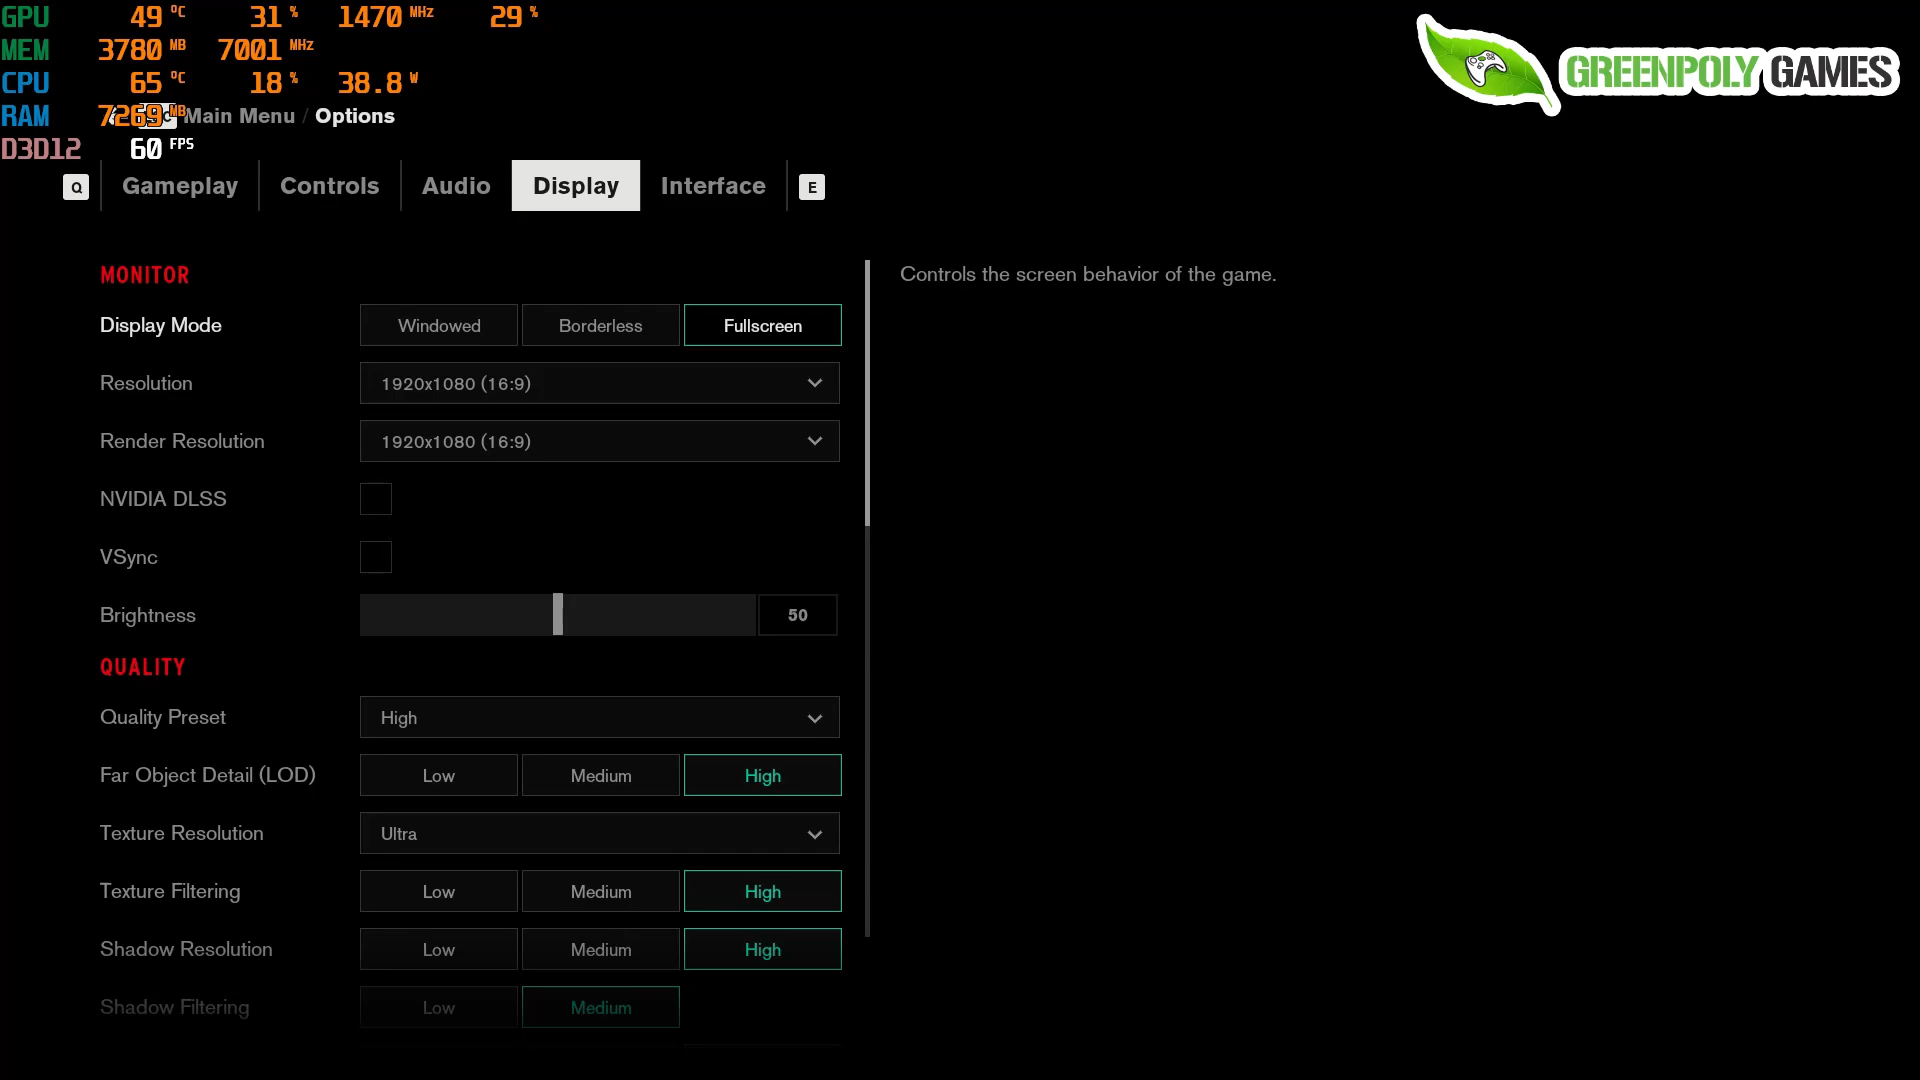 GPU 49 °C 31 % 1470 MHz 29 %
MEM 3780 MB 7001 MHz
CPU 65 °C 18 % 38.8 W
RAM 7269 MB
Main Menu / Options
D3D12 60 FPS
GREENPOLY GAMES
Q Gameplay Controls Audio Display Interface E
MONITOR
Controls the screen behavior of the game.
Display Mode Windowed Borderless Fullscreen
Resolution 1920x1080 (16:9)
Render Resolution 1920x1080 (16:9)
NVIDIA DLSS
VSync
Brightness 50
QUALITY
Quality Preset High
Far Object Detail (LOD) Low Medium High
Texture Resolution Ultra
Texture Filtering Low Medium High
Shadow Resolution Low Medium High
Shadow Filtering Low Medium